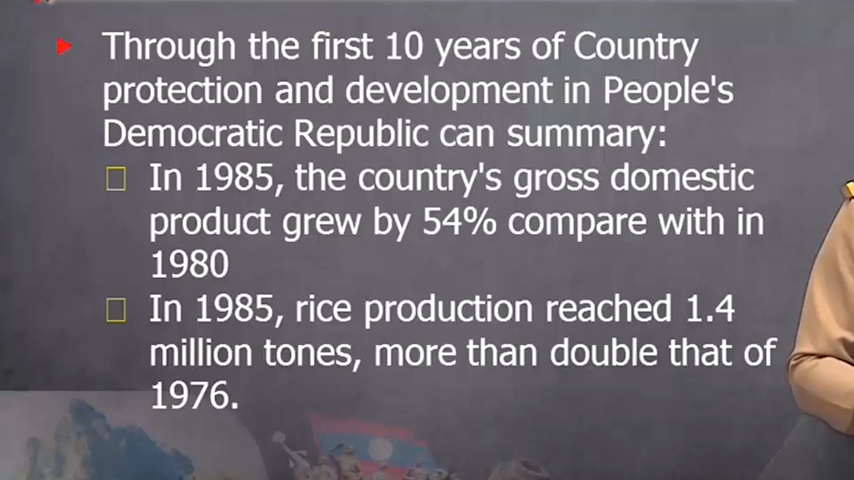 Through the first 10 years of Country
protection and development in People's
Democratic Republic can summary:
In 1985, the country's gross domestic
product grew by 54% compare with in
1980
In 1985, rice production reached 1.4
million tones, more than double that of
1976.